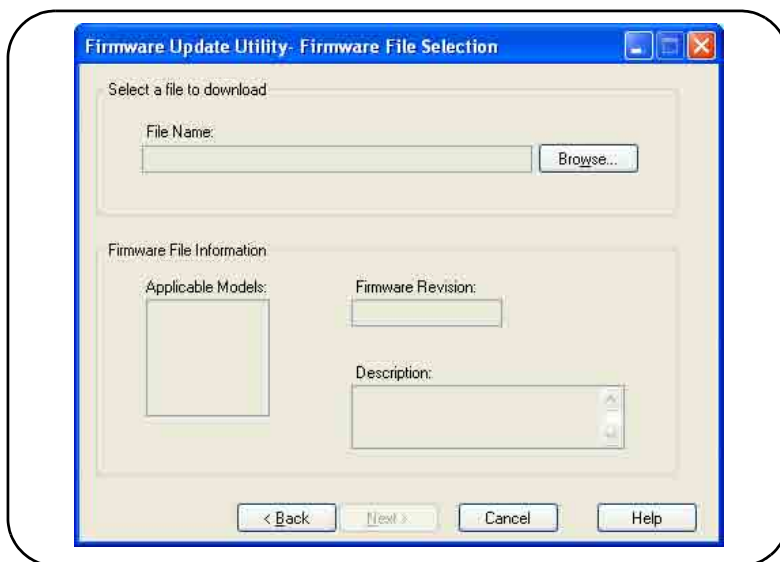 Firmware Update Utility- Firmware File Selection
Select a file to download
File Name:
Browse...
Firmware File Information
Applicable Models:
Firmware Revision:
Description:
< Back
Next >
Cancel
Help